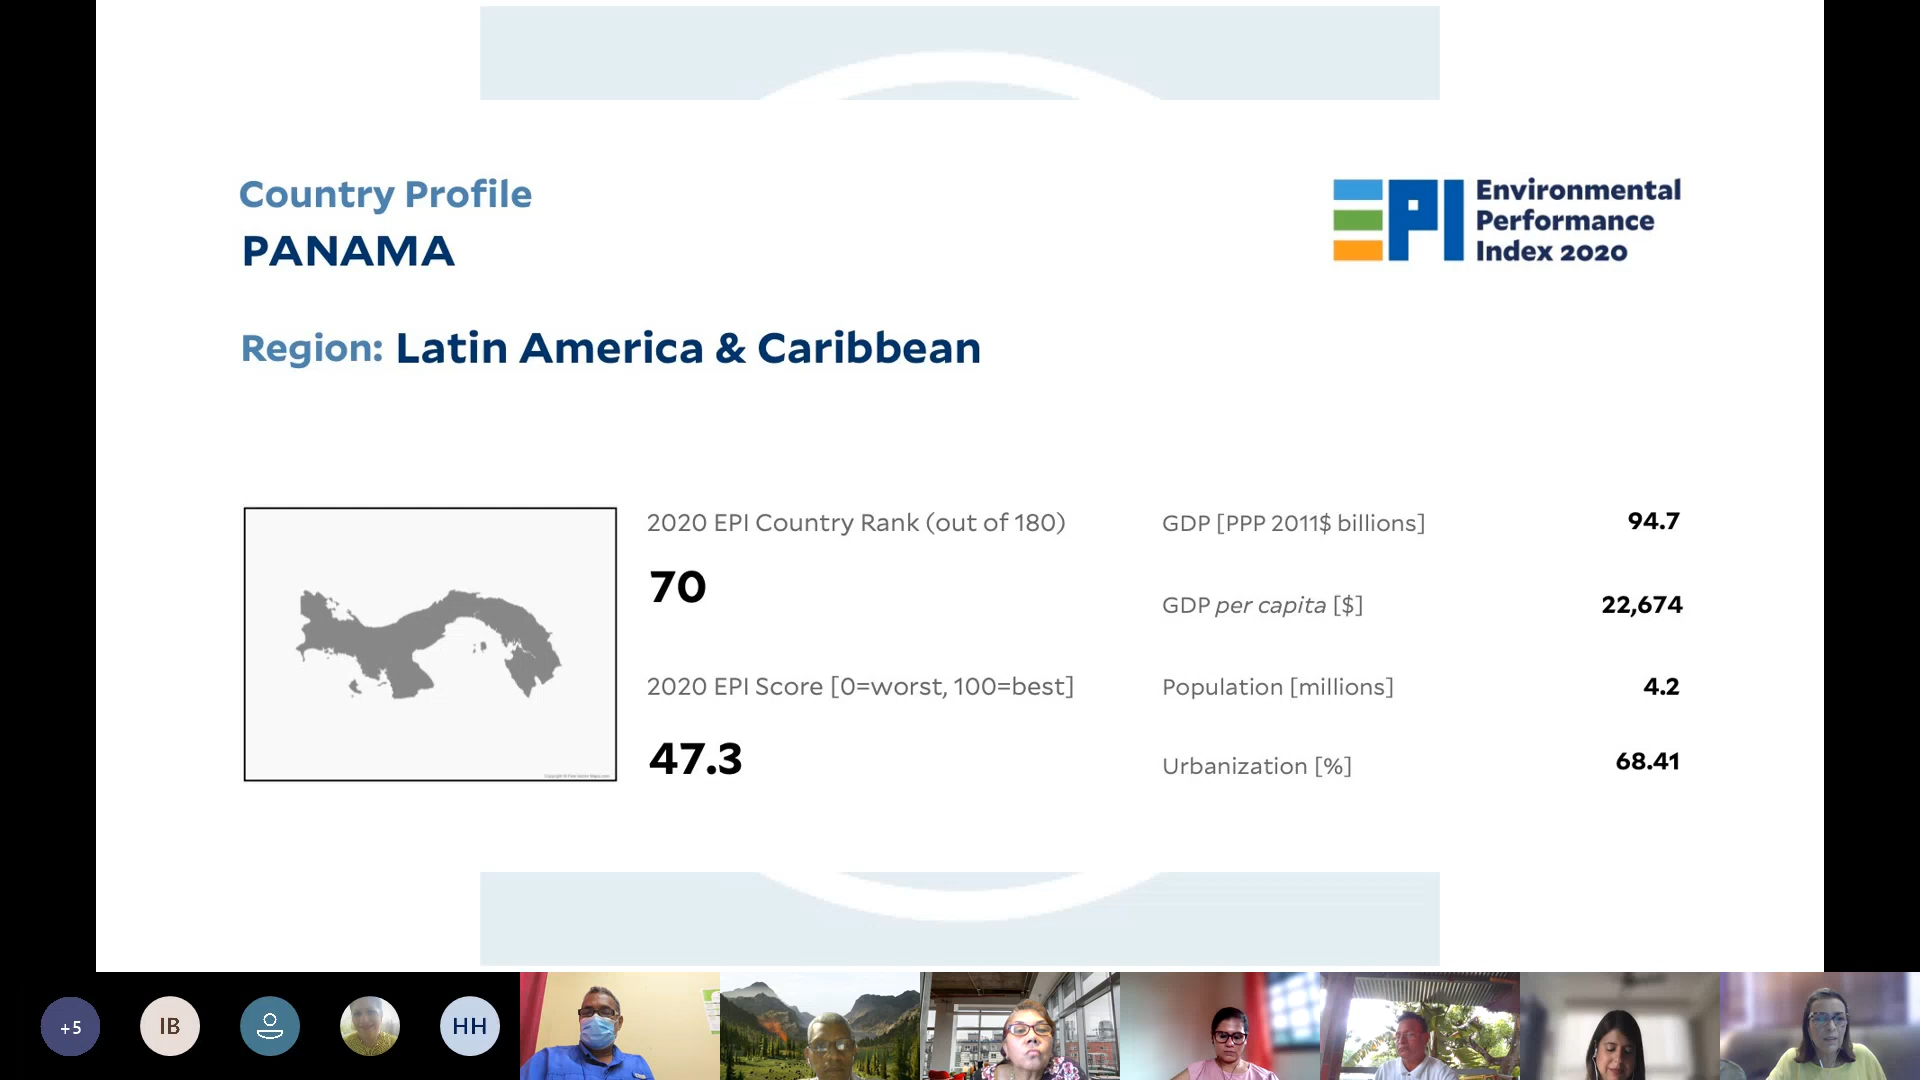 Country Profile
PANAMA
Environmental
Performance
Index 2020
EPI
Region: Latin America & Caribbean
2020 EPI Country Rank (out of 180)
70
2020 EPI Score [0=worst, 100=best]
47.3
GDP [PPP 2011$ billions] 94.7
GDP per capita [$] 22,674
Population [millions] 4.2
Urbanization [%] 68.41
+5
IB
HH